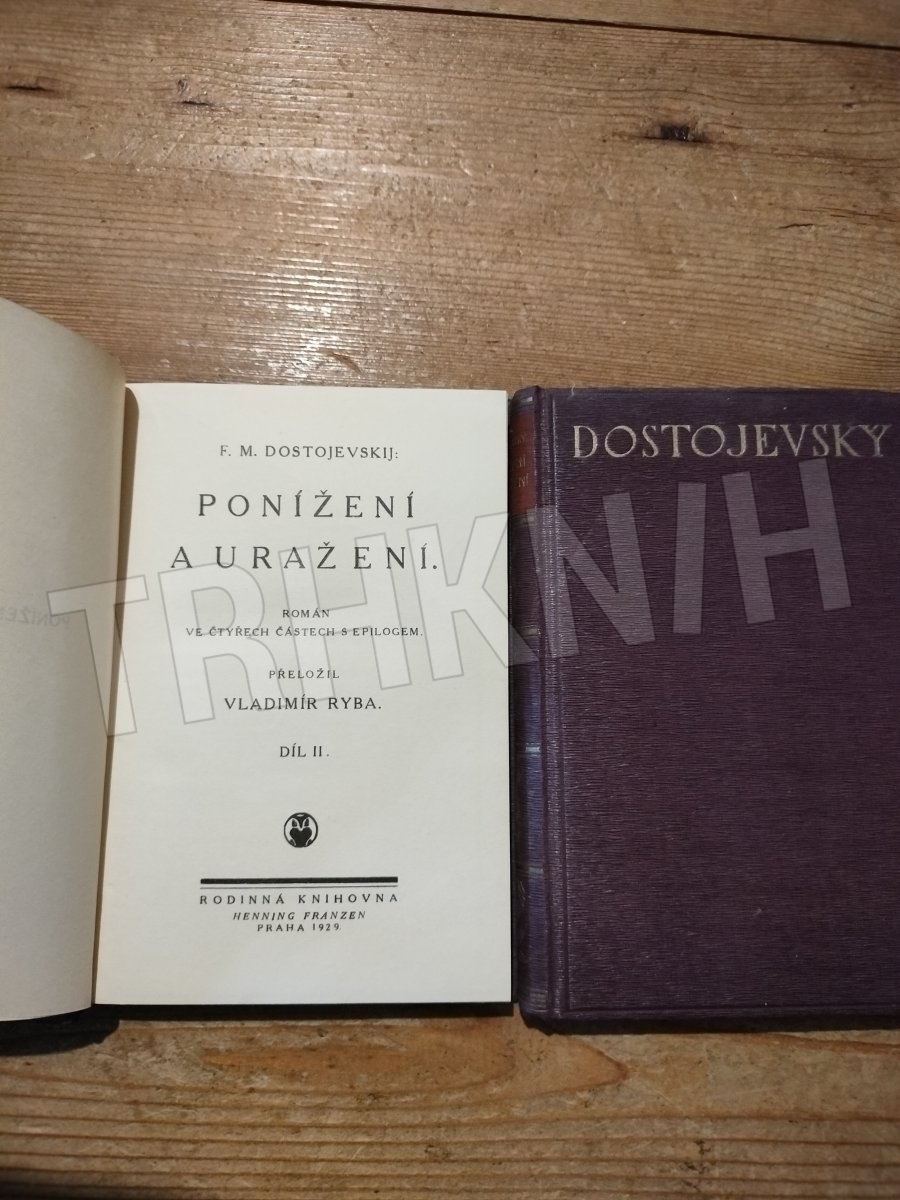 F. M. DOSTOJEVSKIJ:
PONÍŽENÍ
A URAŽENÍ.
ROMÁN
VE ČTYŘECH ČÁSTECH S EPILOGEM.
PŘELOŽIL
VLADIMÍR RYBA.
DÍL II.
RODINNÁ KNIHOVNA
HENNING FRANZEN
PRAHA 1929.
DOSTOJEVSKY
TRHKNIH